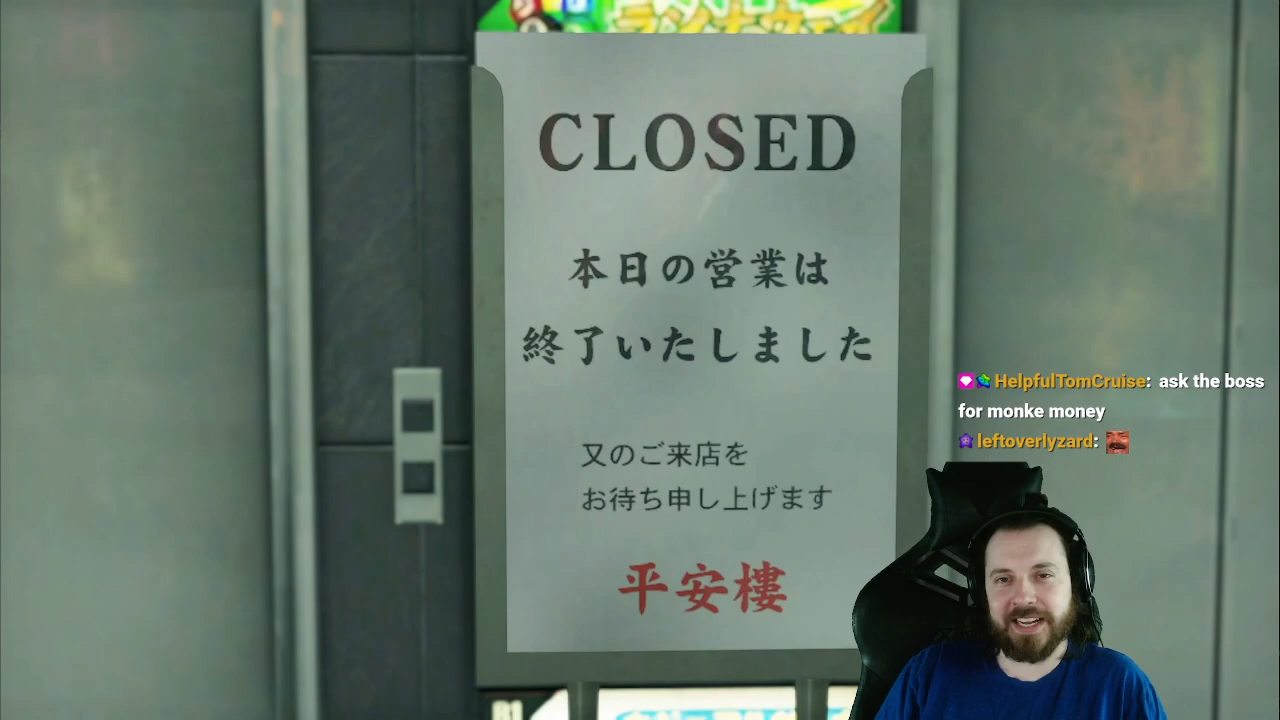 CLOSED
本日の営業は
終了いたしました
又のご来店を
お待ち申し上げます
平安樓
HelpfulTomCruise: ask the boss
for monke money
leftoverlyzard:
B1